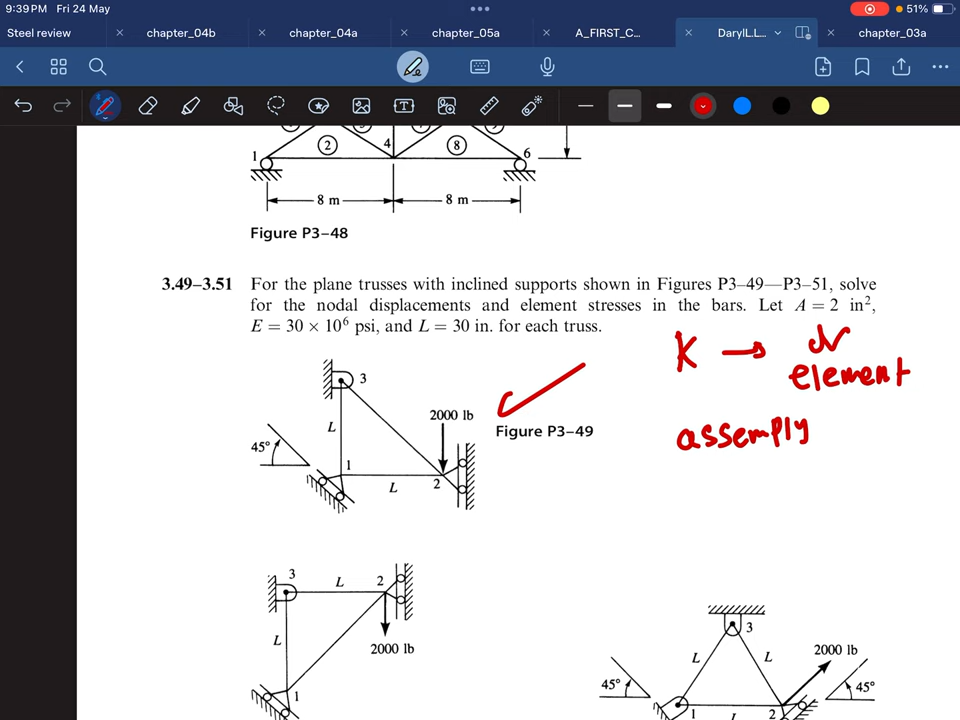 9:39 PM Fri 24 May
51%
Steel review
chapter_04b
chapter_04a
chapter_05a
A_FIRST_C...
DarylL.L...
chapter_03a
1
2
4
8
6
8 m
8 m
Figure P3–48
3.49–3.51 For the plane trusses with inclined supports shown in Figures P3–49—P3–51, solve
for the nodal displacements and element stresses in the bars. Let A = 2 in², 
E = 30 × 10⁶ psi, and L = 30 in. for each truss.
K → 
element
assemply
3
L
45°
1
L
2
2000 lb
Figure P3–49
3
L
2
L
2000 lb
1
3
L
L
2000 lb
45°
45°
1
L
2